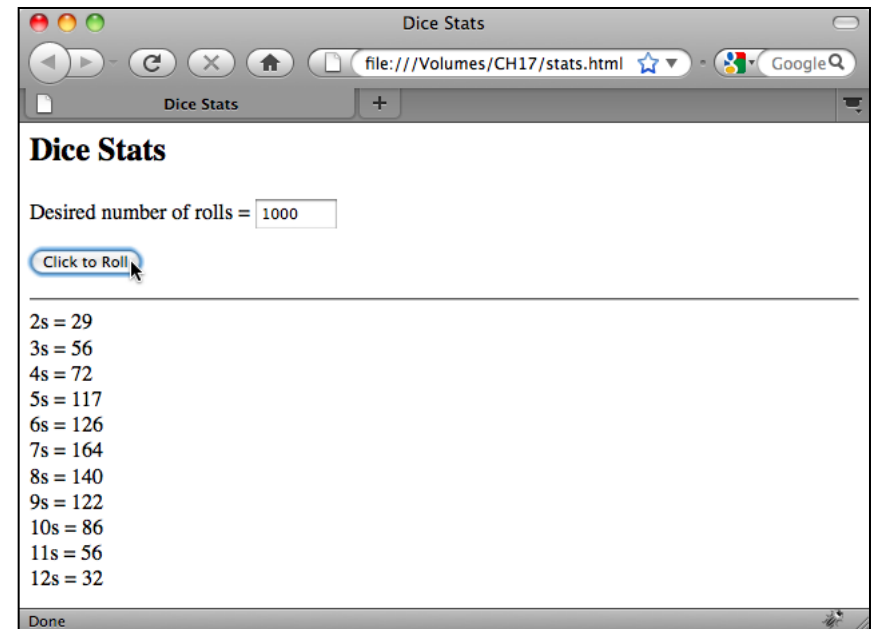 Dice Stats
file:///Volumes/CH17/stats.html
Google
Dice Stats
+
Dice Stats
Desired number of rolls = 1000
Click to Roll
2s = 29
3s = 56
4s = 72
5s = 117
6s = 126
7s = 164
8s = 140
9s = 122
10s = 86
11s = 56
12s = 32
Done